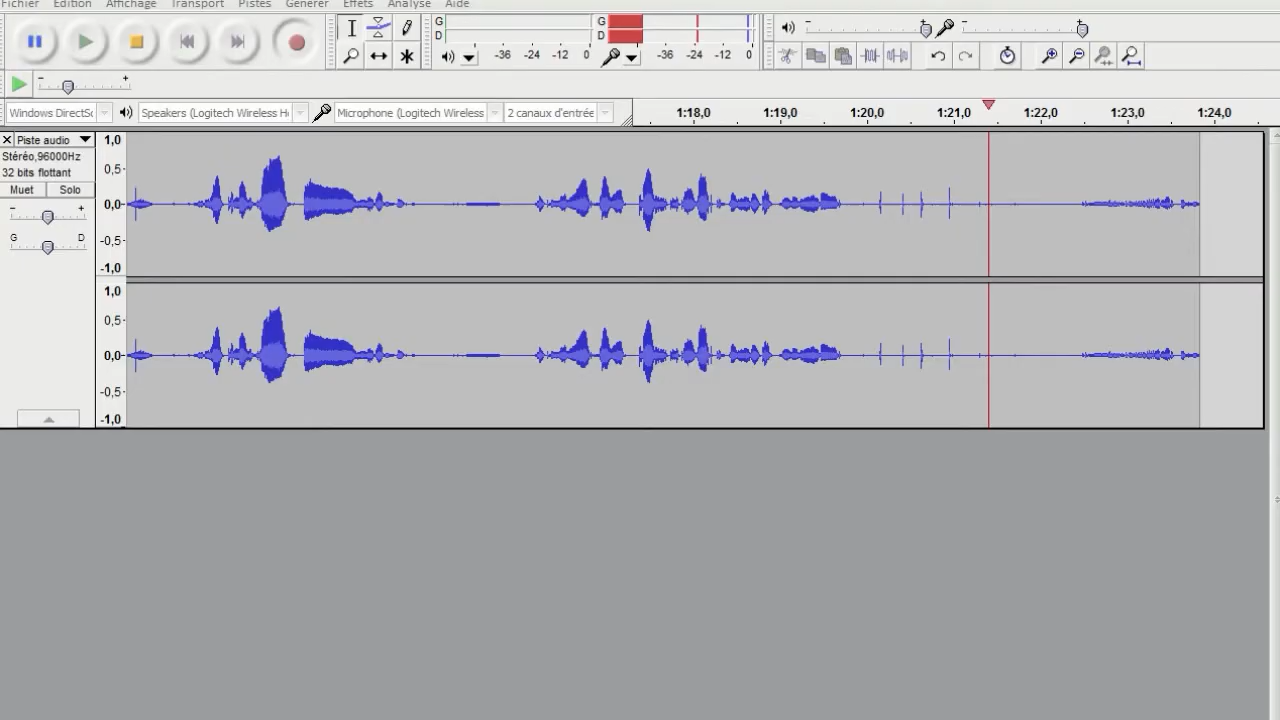 Fichier Edition Affichage Transport Pistes Générer Effets Analyse Aide
G
D
-36 -24 -12 0
G
D
-36 -24 -12 0
- +
- +
- +
Windows DirectSo Speakers (Logitech Wireless He Microphone (Logitech Wireless 2 canaux d'entrée
1:18,0 1:19,0 1:20,0 1:21,0 1:22,0 1:23,0 1:24,0
Piste audio
Stéréo,96000Hz
32 bits flottant
Muet Solo
- +
G D
1,0
0,5-
0,0-
-0,5-
-1,0
1,0
0,5-
0,0-
-0,5-
-1,0